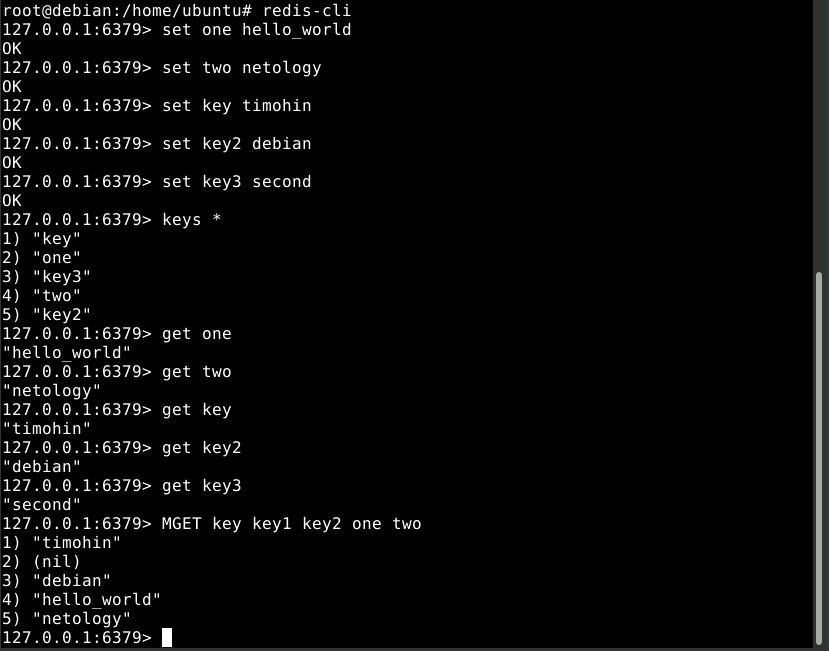 root@debian:/home/ubuntu# redis-cli
127.0.0.1:6379> set one hello_world
OK
127.0.0.1:6379> set two netology
OK
127.0.0.1:6379> set key timohin
OK
127.0.0.1:6379> set key2 debian
OK
127.0.0.1:6379> set key3 second
OK
127.0.0.1:6379> keys *
1) "key"
2) "one"
3) "key3"
4) "two"
5) "key2"
127.0.0.1:6379> get one
"hello_world"
127.0.0.1:6379> get two
"netology"
127.0.0.1:6379> get key
"timohin"
127.0.0.1:6379> get key2
"debian"
127.0.0.1:6379> get key3
"second"
127.0.0.1:6379> MGET key key1 key2 one two
1) "timohin"
2) (nil)
3) "debian"
4) "hello_world"
5) "netology"
127.0.0.1:6379>